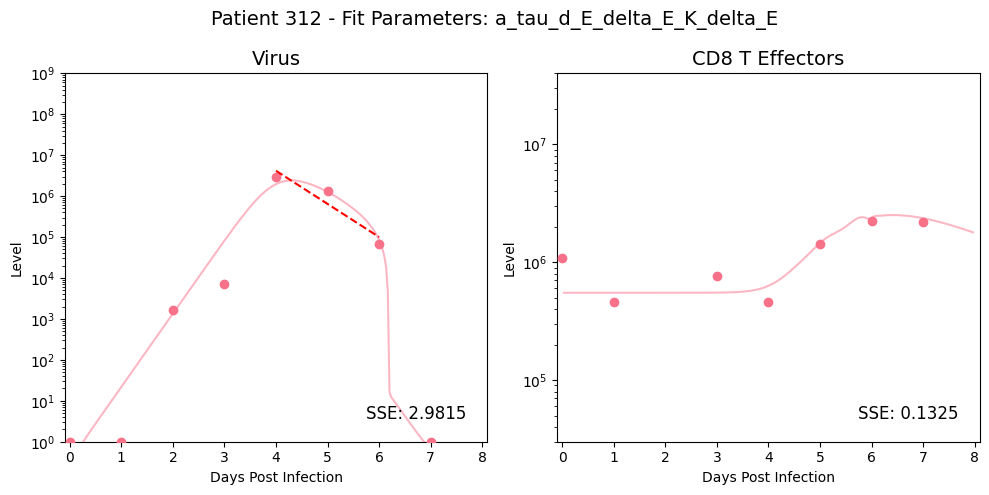 Patient 312 - Fit Parameters: a_tau_d_E_delta_E_K_delta_E
Virus
10^9
10^8
10^7
10^6
10^5
10^4
10^3
10^2
10^1
10^0
Level
SSE: 2.9815
0 1 2 3 4 5 6 7 8
Days Post Infection
CD8 T Effectors
10^7
10^6
10^5
Level
SSE: 0.1325
0 1 2 3 4 5 6 7 8
Days Post Infection